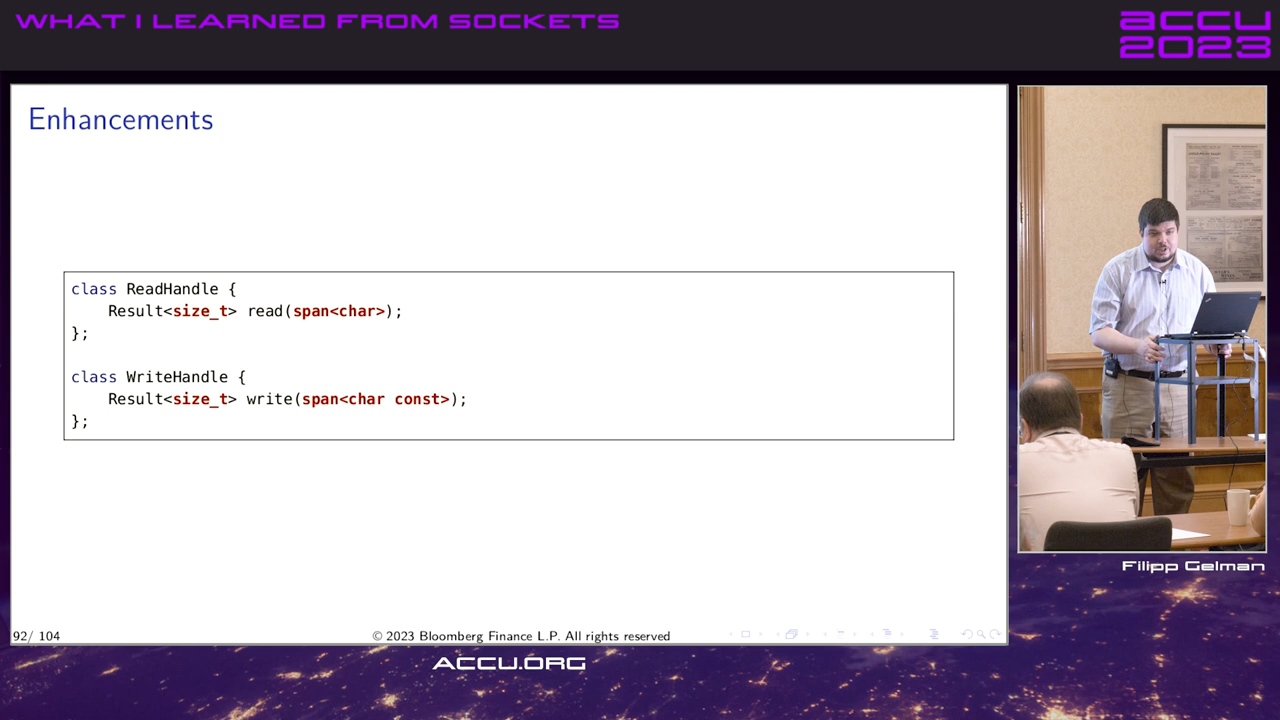 WHAT I LEARNED FROM SOCKETS
ACCU
2023
Enhancements
class ReadHandle {
    Result<size_t> read(span<char>);
};
class WriteHandle {
    Result<size_t> write(span<char const>);
};
Filipp Gelman
92/ 104
© 2023 Bloomberg Finance L.P. All rights reserved
ACCU.ORG